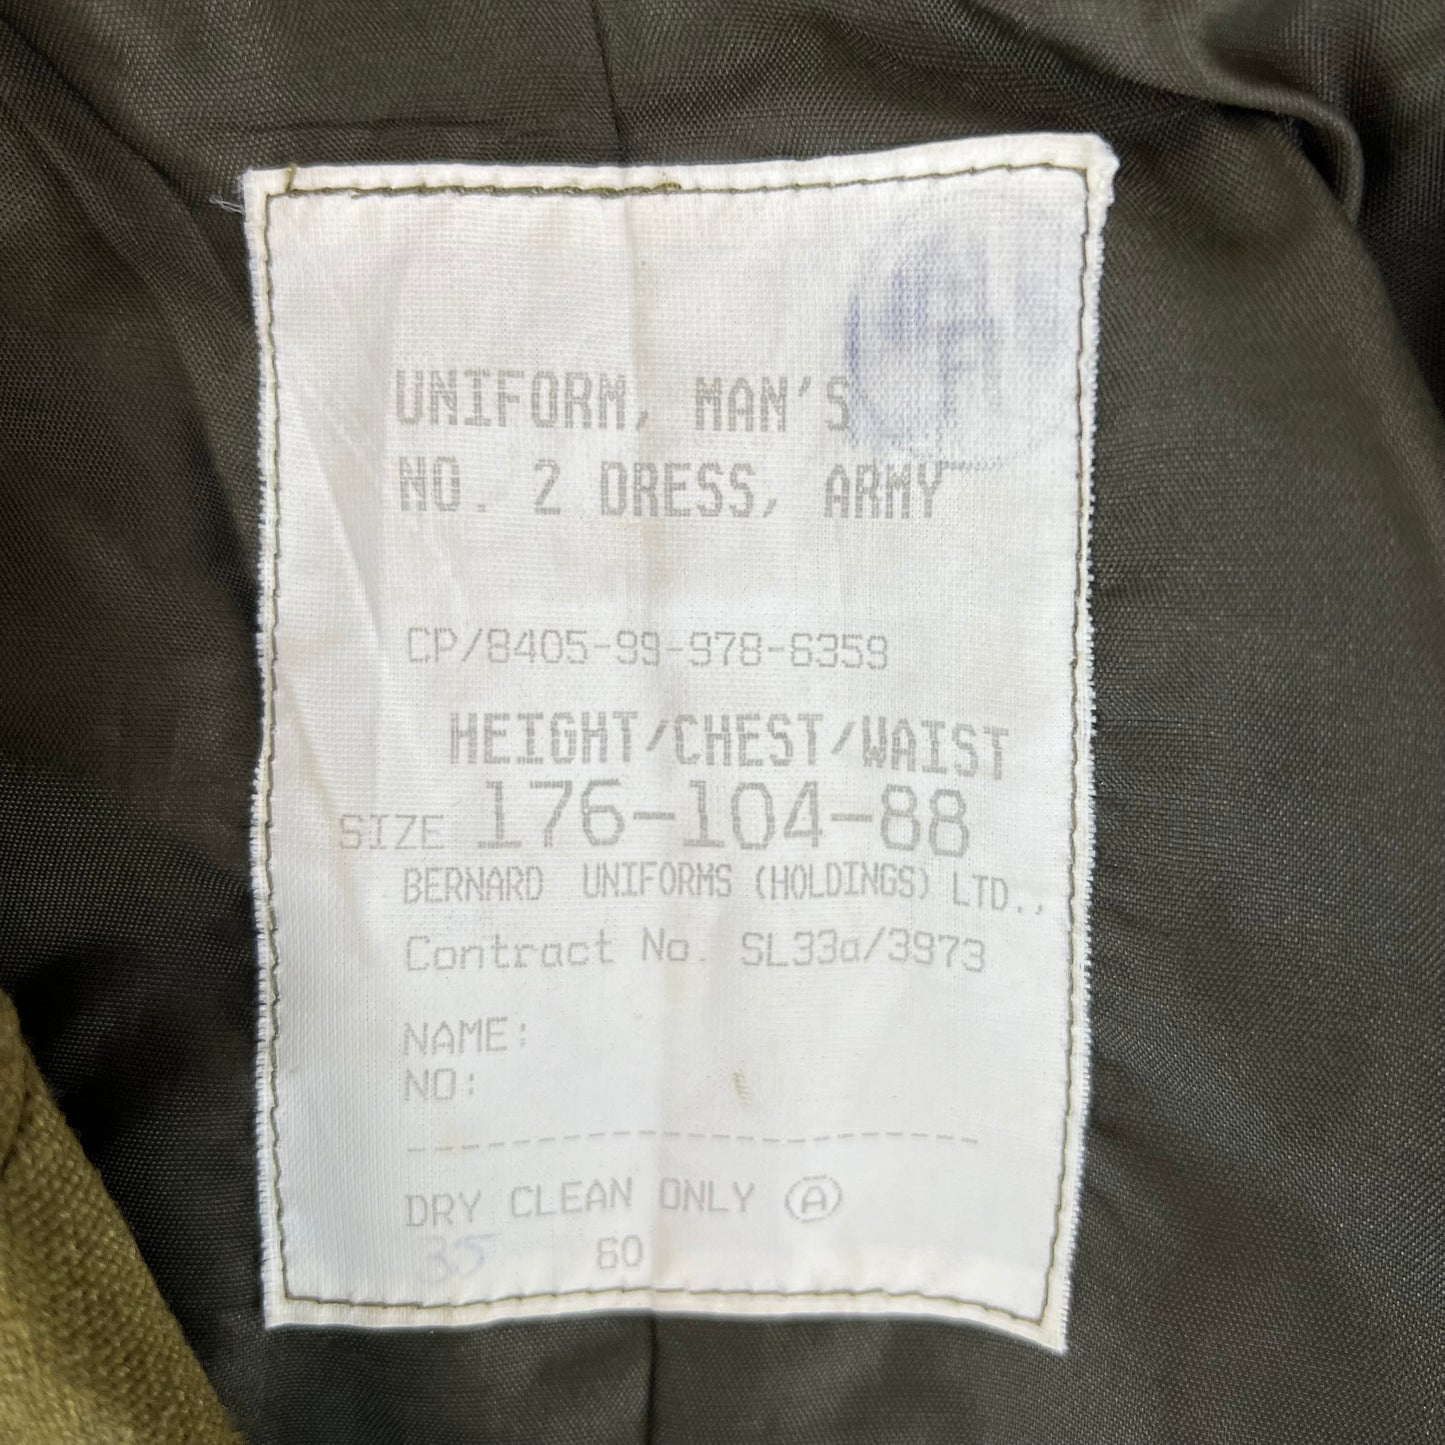 UNIFORM, MAN'S
NO. 2 DRESS, ARMY
CP/8405-99-978-6359
HEIGHT/CHEST/WAIST
SIZE 176-104-88
BERNARD UNIFORMS (HOLDINGS) LTD.,
Contract No. SL33a/3973
NAME:
NO:
DRY CLEAN ONLY Ⓐ
35 60